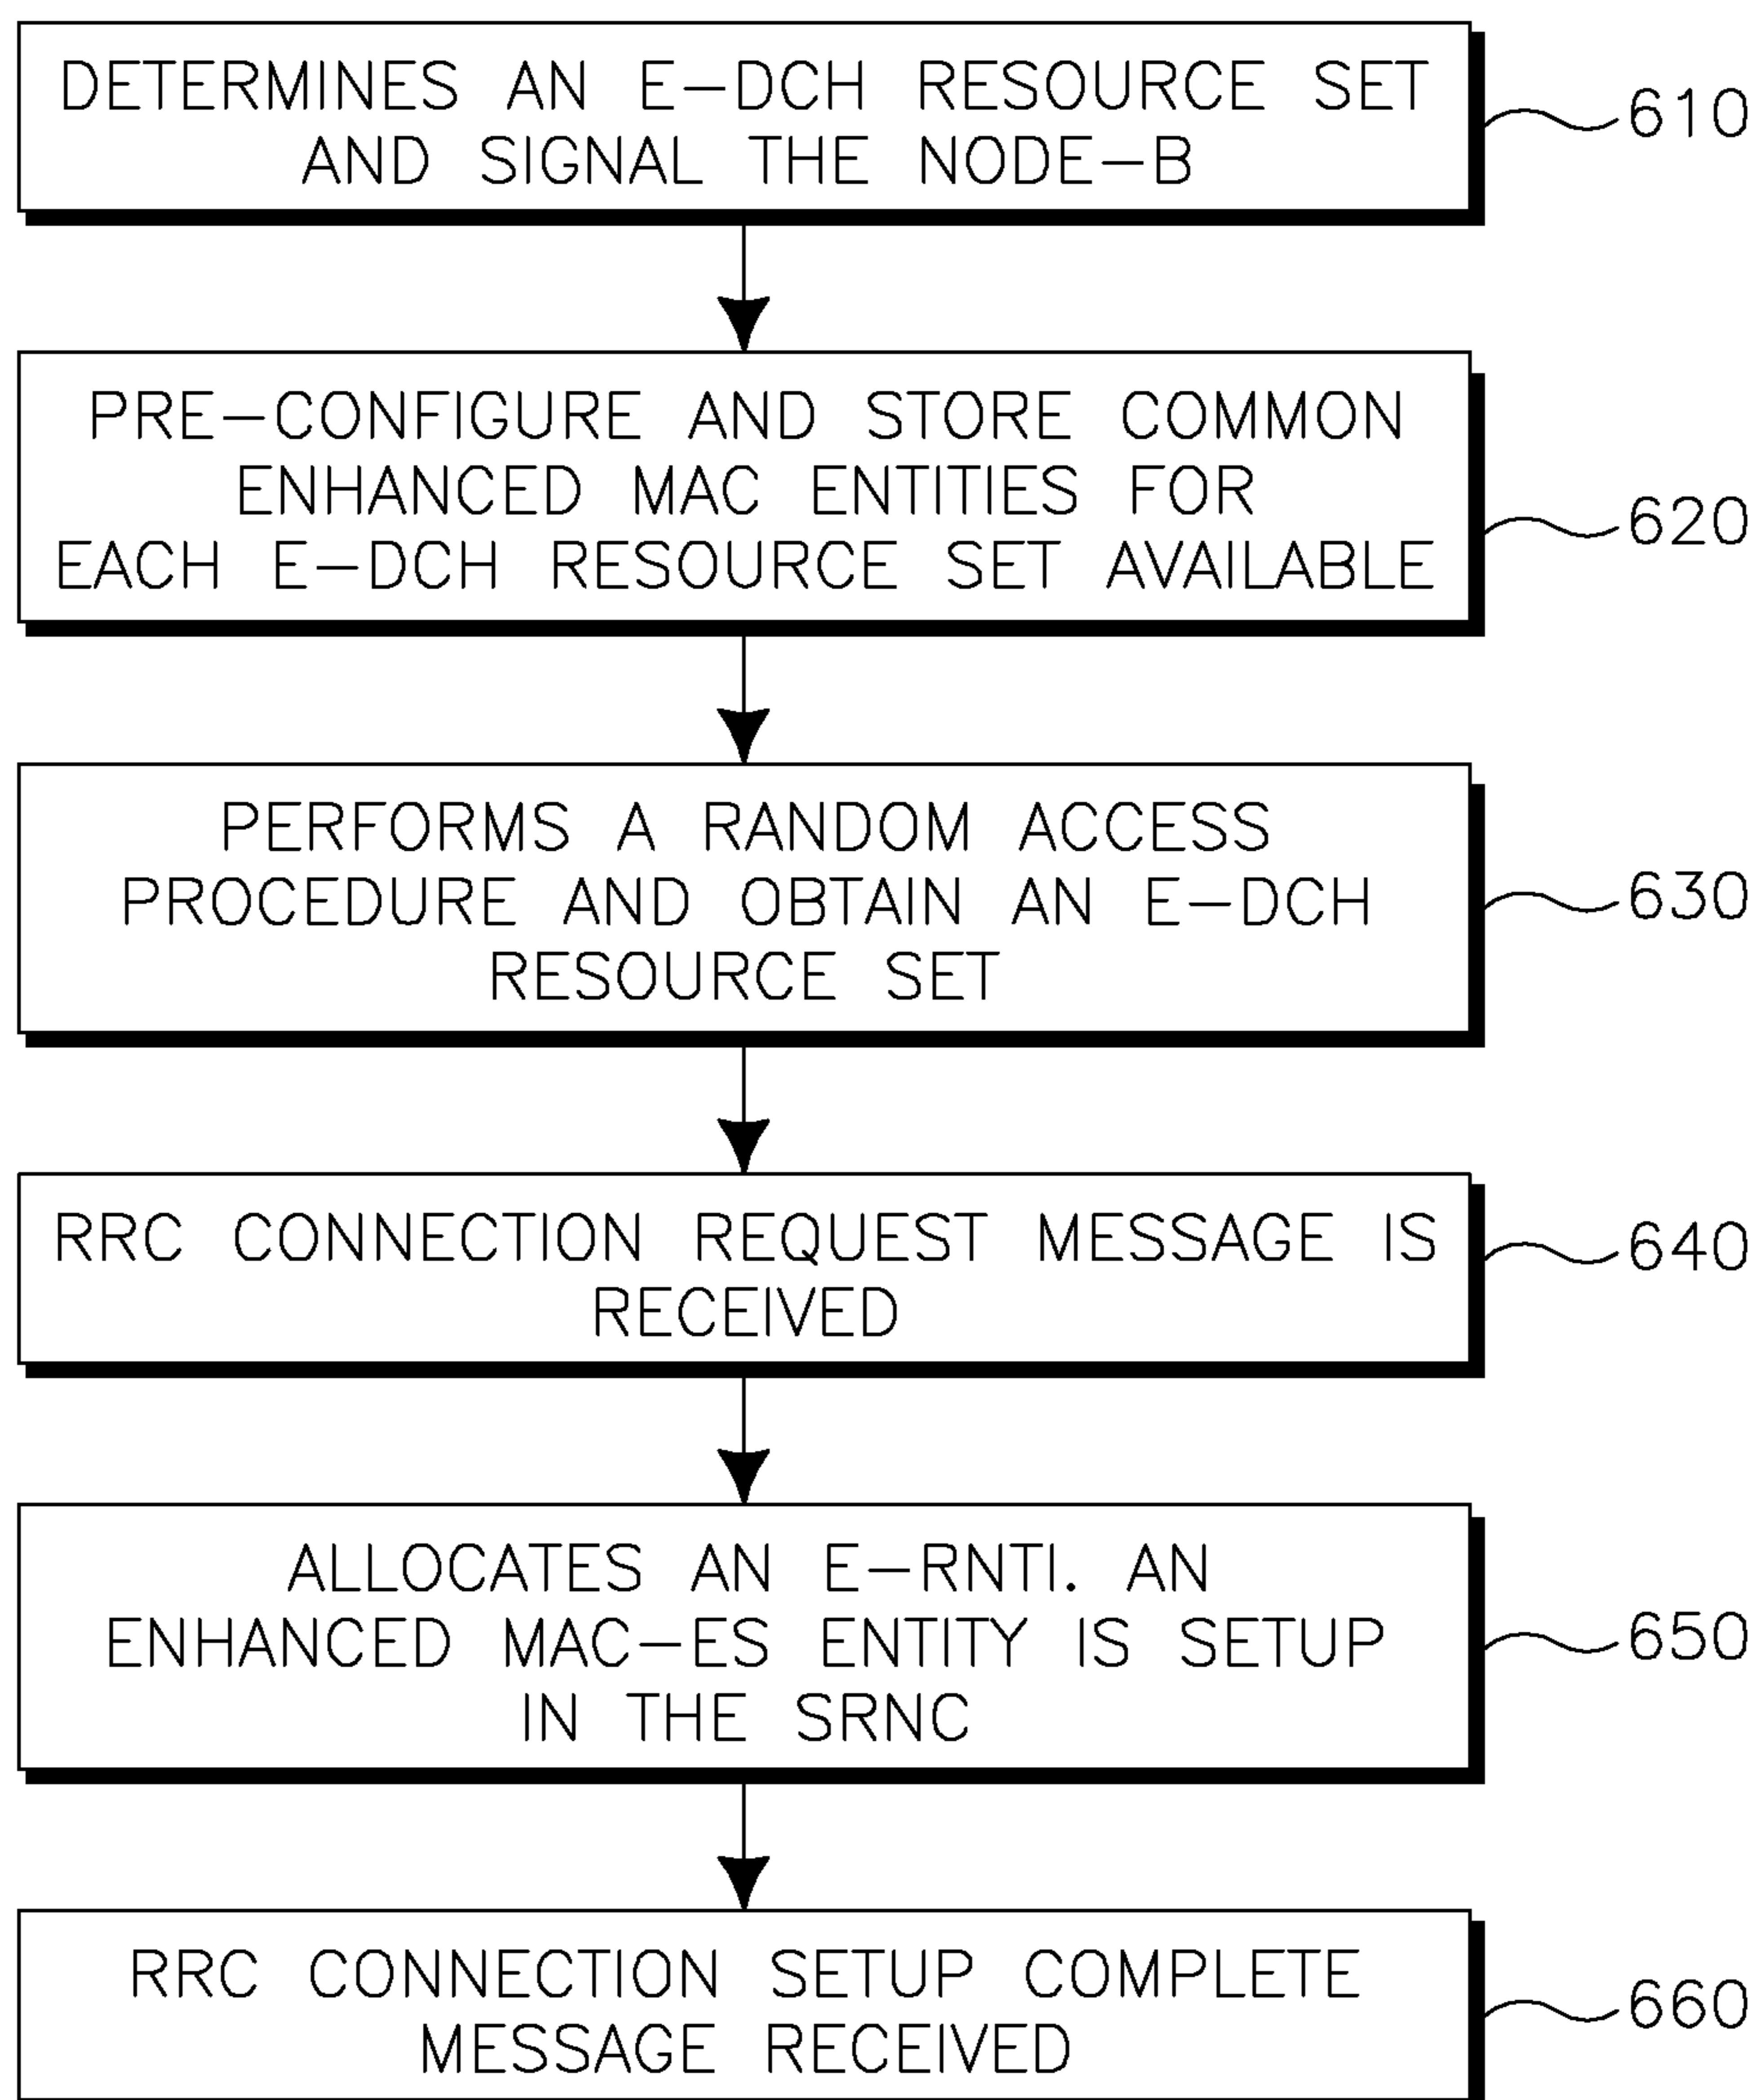 DETERMINES AN E-DCH RESOURCE SET
AND SIGNAL THE NODE-B
610
PRE-CONFIGURE AND STORE COMMON
ENHANCED MAC ENTITIES FOR
EACH E-DCH RESOURCE SET AVAILABLE
620
PERFORMS A RANDOM ACCESS
PROCEDURE AND OBTAIN AN E-DCH
RESOURCE SET
630
RRC CONNECTION REQUEST MESSAGE IS
RECEIVED
640
ALLOCATES AN E-RNTI. AN
ENHANCED MAC-ES ENTITY IS SETUP
IN THE SRNC
650
RRC CONNECTION SETUP COMPLETE
MESSAGE RECEIVED
660